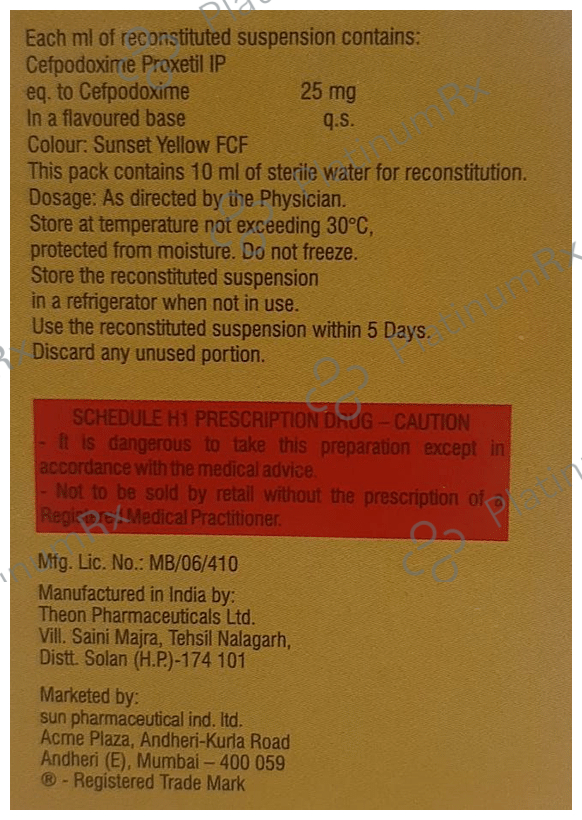 Each ml of reconstituted suspension contains:
Cefpodoxime Proxetil IP
eq. to Cefpodoxime 25 mg
In a flavoured base q.s.
Colour: Sunset Yellow FCF
This pack contains 10 ml of sterile water for reconstitution.
Dosage: As directed by the Physician.
Store at temperature not exceeding 30°C,
protected from moisture. Do not freeze.
Store the reconstituted suspension
in a refrigerator when not in use.
Use the reconstituted suspension within 5 Days.
Discard any unused portion.
SCHEDULE H1 PRESCRIPTION DRUG – CAUTION
- It is dangerous to take this preparation except in
accordance with the medical advice.
- Not to be sold by retail without the prescription of a
Registered Medical Practitioner.
Mfg. Lic. No.: MB/06/410
Manufactured in India by:
Theon Pharmaceuticals Ltd.
Vill. Saini Majra, Tehsil Nalagarh,
Distt. Solan (H.P.)-174 101
Marketed by:
sun pharmaceutical ind. ltd.
Acme Plaza, Andheri-Kurla Road
Andheri (E), Mumbai – 400 059
® - Registered Trade Mark
PlatinumRx
PlatinumRx
PlatinumRx
PlatinumRx